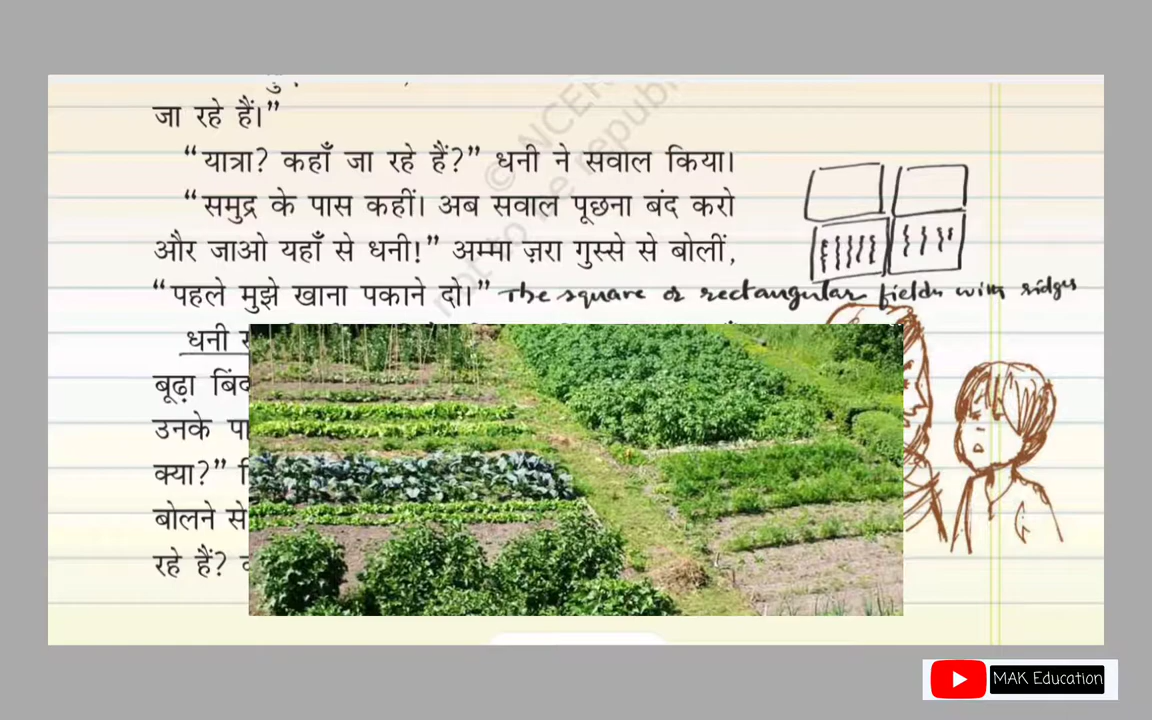 जा रहे हैं।”
“यात्रा? कहाँ जा रहे हैं?” धनी ने सवाल किया।
“समुद्र के पास कहीं। अब सवाल पूछना बंद करो
और जाओ यहाँ से धनी!” अम्मा ज़रा गुस्से से बोलीं,
“पहले मुझे खाना पकाने दो।” The square or rectangular fields with ridges
धनी
बूढ़ा
उनके
क्या?”
बोलने से
रहे हैं?
MAK Education